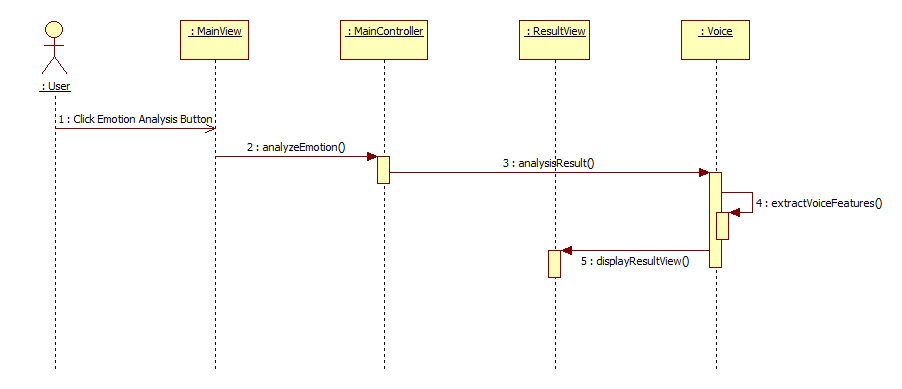 : User
: MainView
: MainController
: ResultView
: Voice
1 : Click Emotion Analysis Button
2 : analyzeEmotion()
3 : analysisResult()
4 : extractVoiceFeatures()
5 : displayResultView()